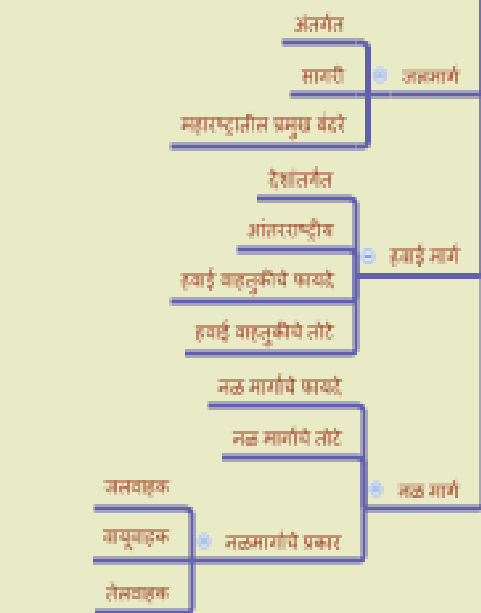 अंतर्गत
सागरी
जलमार्ग
महाराष्ट्रातील प्रमुख बंदरे
देशांतर्गत
आंतरराष्ट्रीय
हवाई मार्ग
हवाई वाहतुकीचे फायदे
हवाई वाहतुकीचे तोटे
नळ मार्गाचे फायदे
नळ मार्गाचे तोटे
नळ मार्ग
नळमार्गाचे प्रकार
जलवाहक
वायूवाहक
तेलवाहक